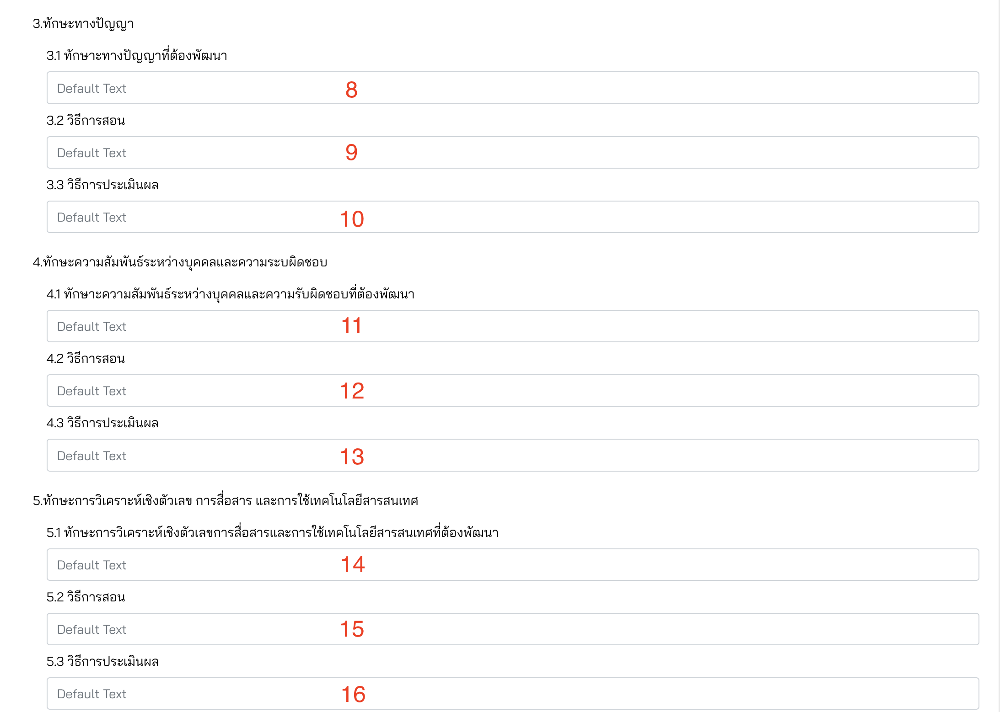 3.ทักษะทางปัญญา
3.1 ทักษาะทางปัญญาที่ต้องพัฒนา
Default Text 8
3.2 วิธีการสอน
Default Text 9
3.3 วิธีการประเมินผล
Default Text 10
4.ทักษะความสัมพันธ์ระหว่างบุคคลและความระบผิดชอบ
4.1 ทักษาะความสัมพันธ์ระหว่างบุคคลและความรับผิดชอบที่ต้องพัฒนา
Default Text 11
4.2 วิธีการสอน
Default Text 12
4.3 วิธีการประเมินผล
Default Text 13
5.ทักษะการวิเคราะห์เชิงตัวเลข การสื่อสาร และการใช้เทคโนโลยีสารสนเทศ
5.1 ทักษะการวิเคราะห์เชิงตัวเลขการสื่อสารและการใช้เทคโนโลยีสารสนเทศที่ต้องพัฒนา
Default Text 14
5.2 วิธีการสอน
Default Text 15
5.3 วิธีการประเมินผล
Default Text 16